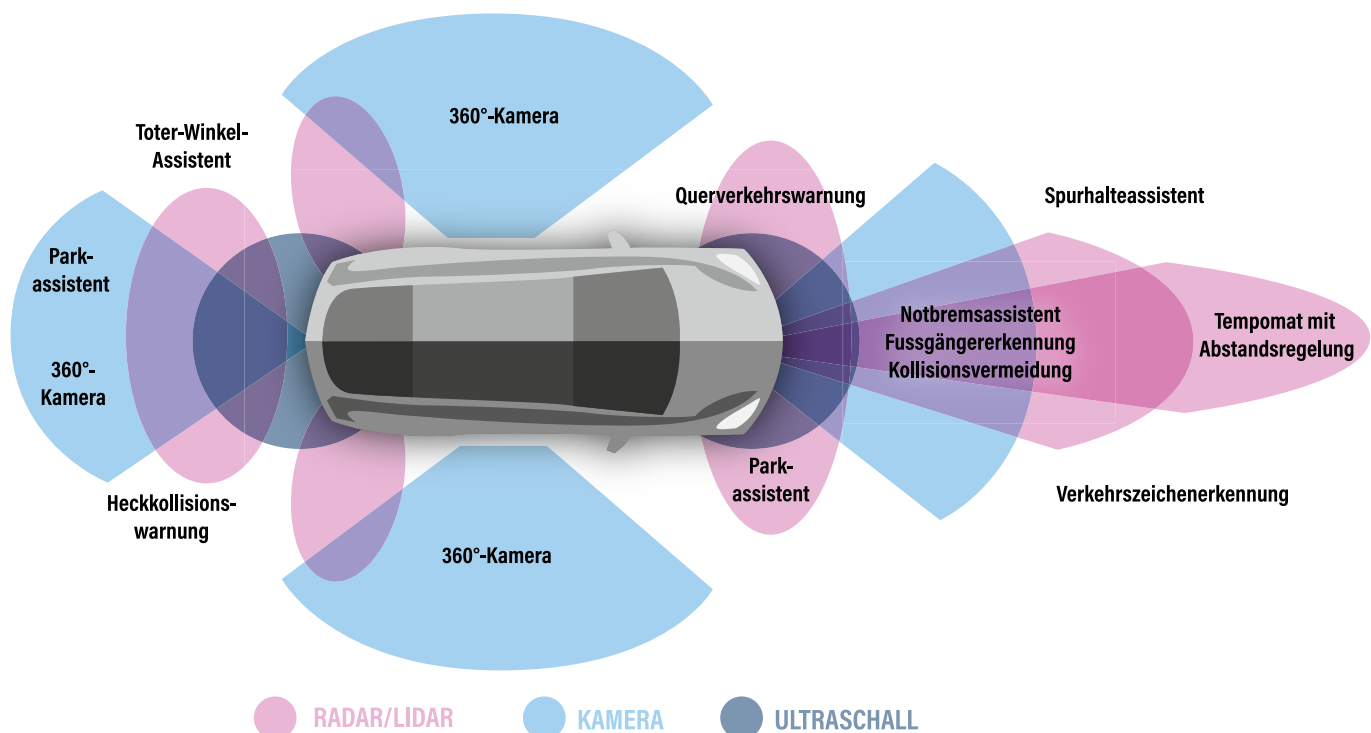 360°-Kamera
Toter-Winkel-
Assistent
Querverkehrswarnung
Spurhalteassistent
Park-
assistent
360°-
Kamera
Notbremsassistent
Fussgängererkennung
Kollisionsvermeidung
Tempomat mit
Abstandsregelung
Heckkollisions-
warnung
Park-
assistent
Verkehrszeichenerkennung
360°-Kamera
RADAR/LIDAR
KAMERA
ULTRASCHALL